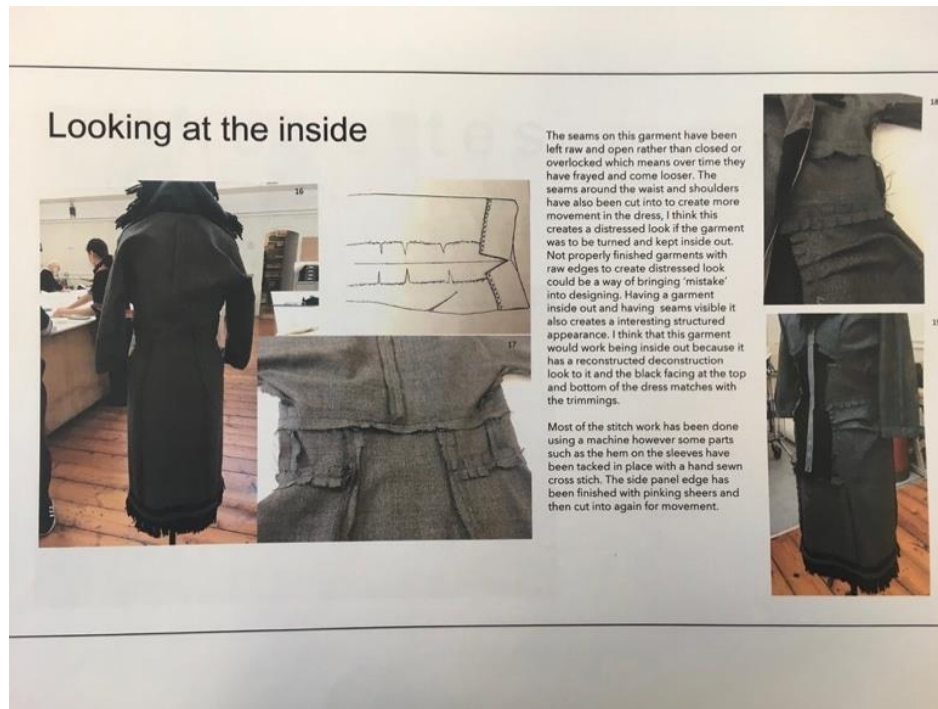 Looking at the inside
The seams on this garment have been
left raw and open rather than closed or
overlocked which means over time they
have frayed and come looser. The
seams around the waist and shoulders
have also been cut into to create more
movement in the dress, I think this
creates a distressed look if the garment
was to be turned and kept inside out.
Not properly finished garments with
raw edges to create distressed look
could be a way of bringing ‘mistake’
into designing. Having a garment
inside out and having seams visible it
also creates a interesting structured
appearance. I think that this garment
would work being inside out because it
has a reconstructed deconstruction
look to it and the black facing at the top
and bottom of the dress matches with
the trimmings.
Most of the stitch work has been done
using a machine however some parts
such as the hem on the sleeves have
been tacked in place with a hand sewn
cross stich. The side panel edge has
been finished with pinking sheers and
then cut into again for movement.
16
17
18